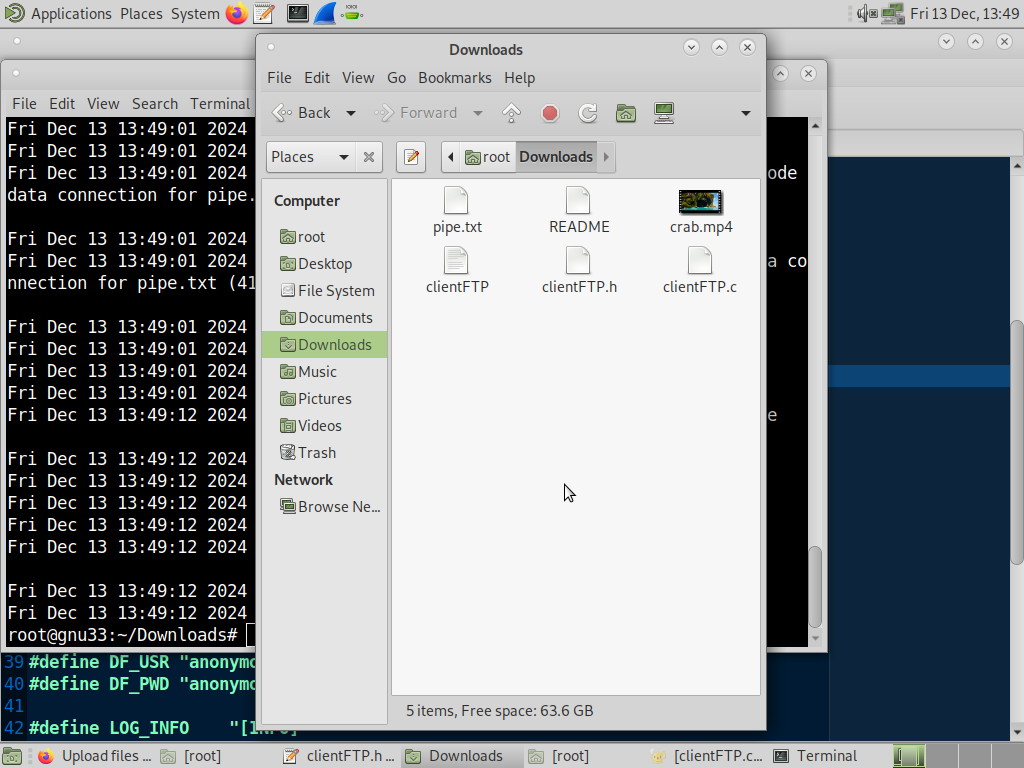 Applications Places System Fri 13 Dec, 13:49
File Edit View Search Terminal
Fri Dec 13 13:49:01 2024
Fri Dec 13 13:49:01 2024
Fri Dec 13 13:49:01 2024 ode
data connection for pipe.
Fri Dec 13 13:49:01 2024
Fri Dec 13 13:49:01 2024 a co
nnection for pipe.txt (41
Fri Dec 13 13:49:01 2024
Fri Dec 13 13:49:01 2024
Fri Dec 13 13:49:01 2024
Fri Dec 13 13:49:01 2024
Fri Dec 13 13:49:12 2024 e
Fri Dec 13 13:49:12 2024
Fri Dec 13 13:49:12 2024
Fri Dec 13 13:49:12 2024
Fri Dec 13 13:49:12 2024
Fri Dec 13 13:49:12 2024
Fri Dec 13 13:49:12 2024
Fri Dec 13 13:49:12 2024
root@gnu33:~/Downloads#
39 #define DF_USR "anonymo
40 #define DF_PWD "anonymo
41
42 #define LOG_INFO "[INFO]
Downloads
File Edit View Go Bookmarks Help
Back Forward
Places root Downloads
Computer
root
Desktop
File System
Documents
Downloads
Music
Pictures
Videos
Trash
Network
Browse Ne...
pipe.txt README crab.mp4
clientFTP clientFTP.h clientFTP.c
5 items, Free space: 63.6 GB
Upload files ... [root] clientFTP.h ... Downloads [root] [clientFTP.c... Terminal